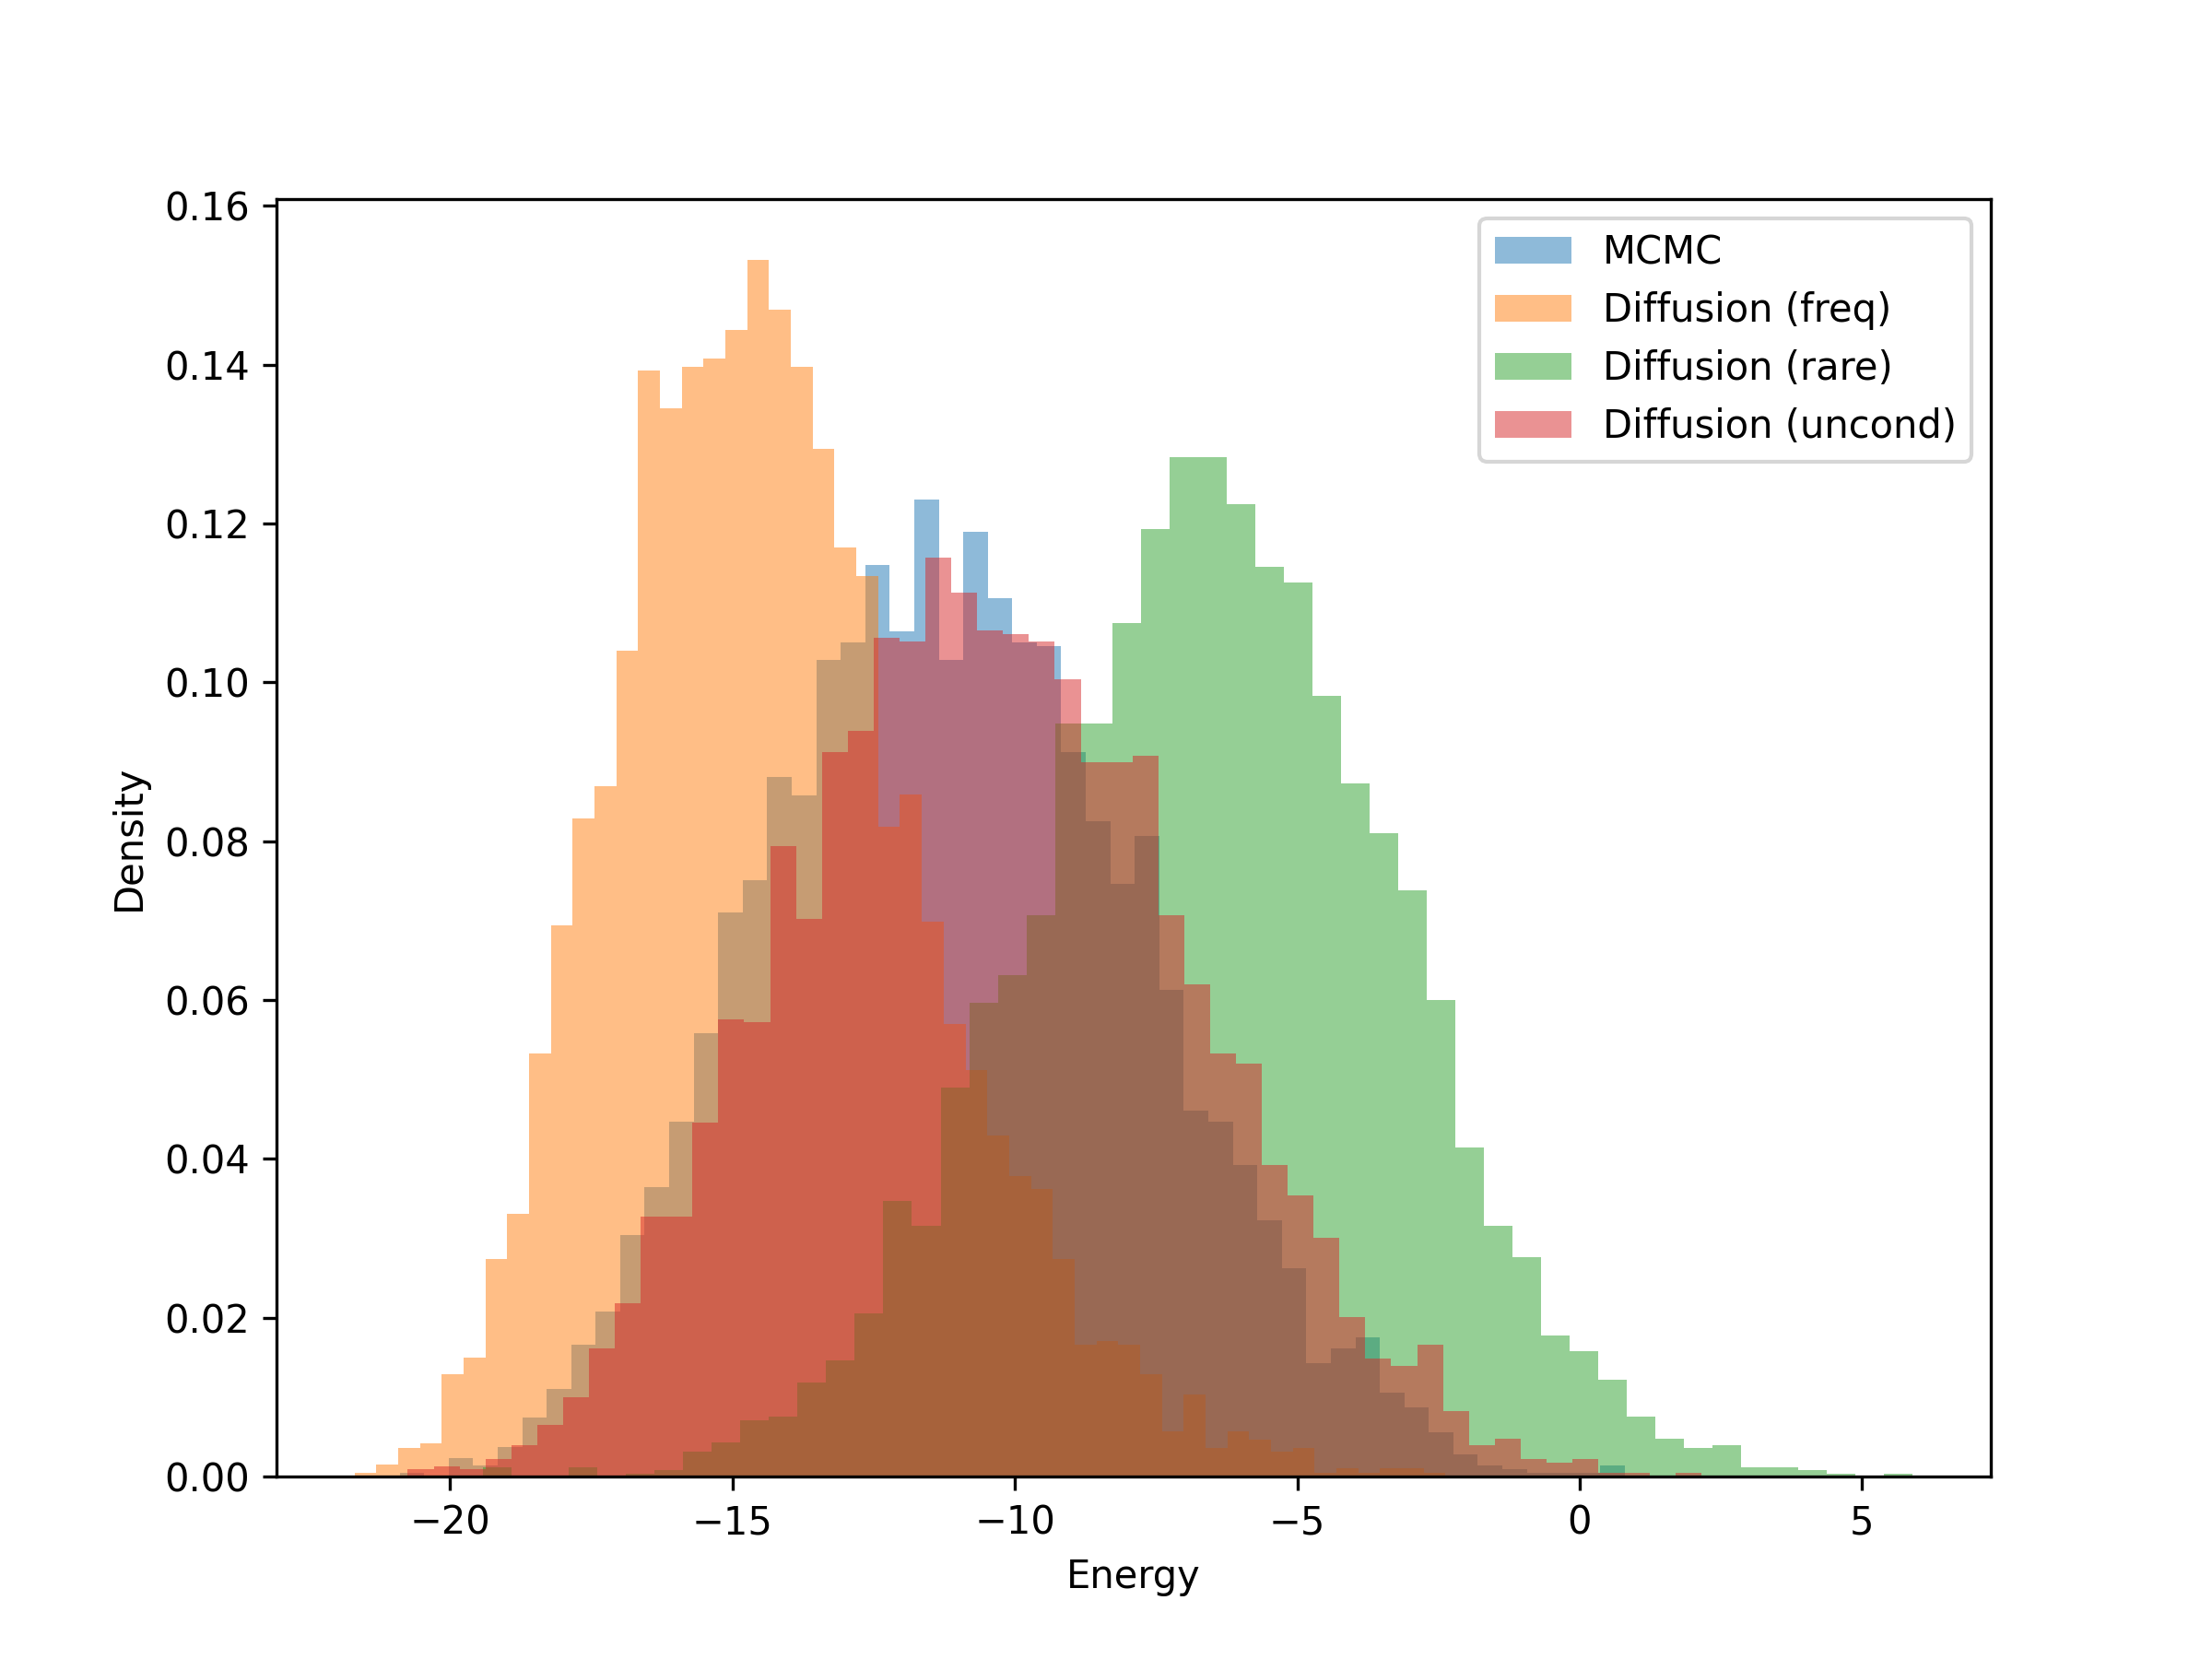 MCMC
Diffusion (freq)
Diffusion (rare)
Diffusion (uncond)
0.16
0.14
0.12
0.10
0.08
0.06
0.04
0.02
0.00
Density
−20 −15 −10 −5 0 5
Energy